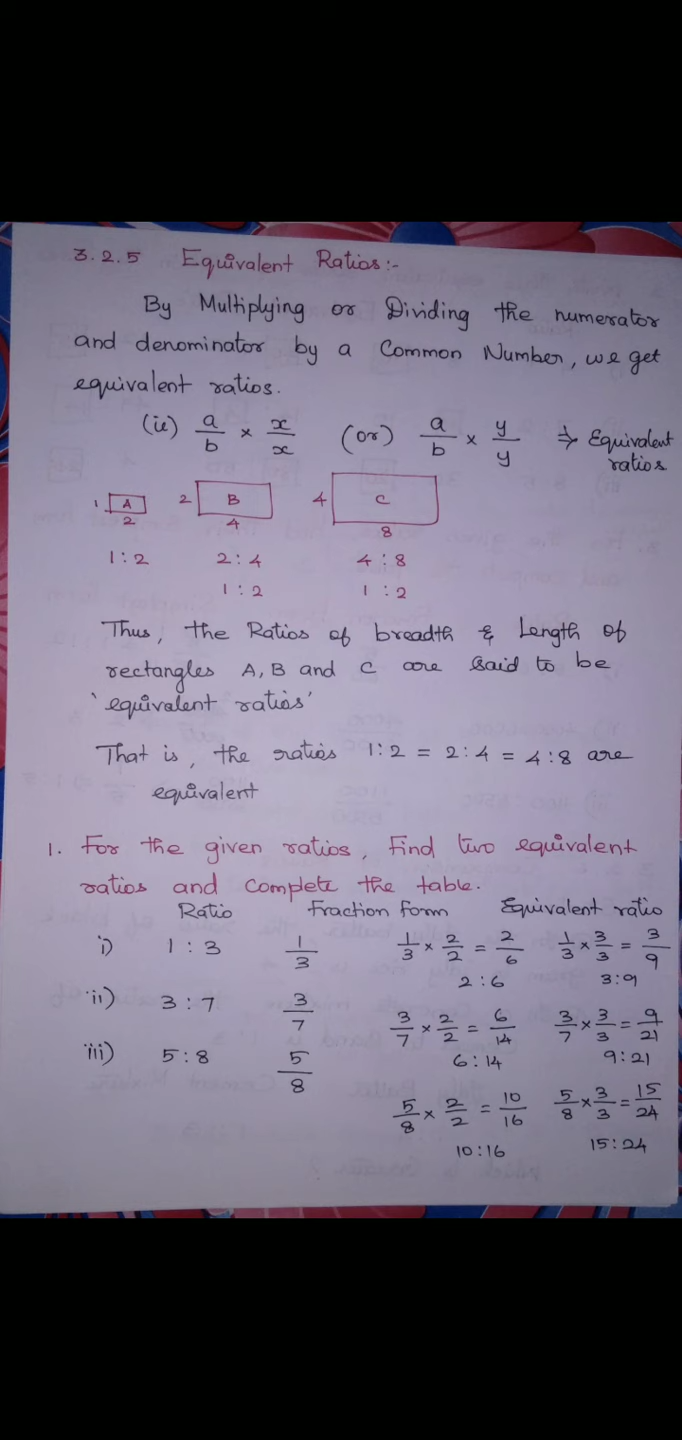 3.2.5 Equivalent Ratios:-
By Multiplying or Dividing the numerator
and denominator by a Common Number, we get
equivalent ratios.
(ie) a/b × x/x (or) a/b × y/y ⇒ Equivalent ratios
1 A 2 B 4 C
2 4 8
1:2 2:4 4:8
1:2 1:2
Thus, the Ratios of breadth & Length of
rectangles A, B and C are said to be
'equivalent ratios'
That is, the ratios 1:2 = 2:4 = 4:8 are
equivalent
1. For the given ratios, Find two equivalent
ratios and complete the table.
Ratio Fraction form Equivalent ratio
i) 1:3 1/3 1/3 × 2/2 = 2/6 1/3 × 3/3 = 3/9
2:6 3:9
ii) 3:7 3/7 3/7 × 2/2 = 6/14 3/7 × 3/3 = 9/21
6:14 9:21
iii) 5:8 5/8 5/8 × 2/2 = 10/16 5/8 × 3/3 = 15/24
10:16 15:24